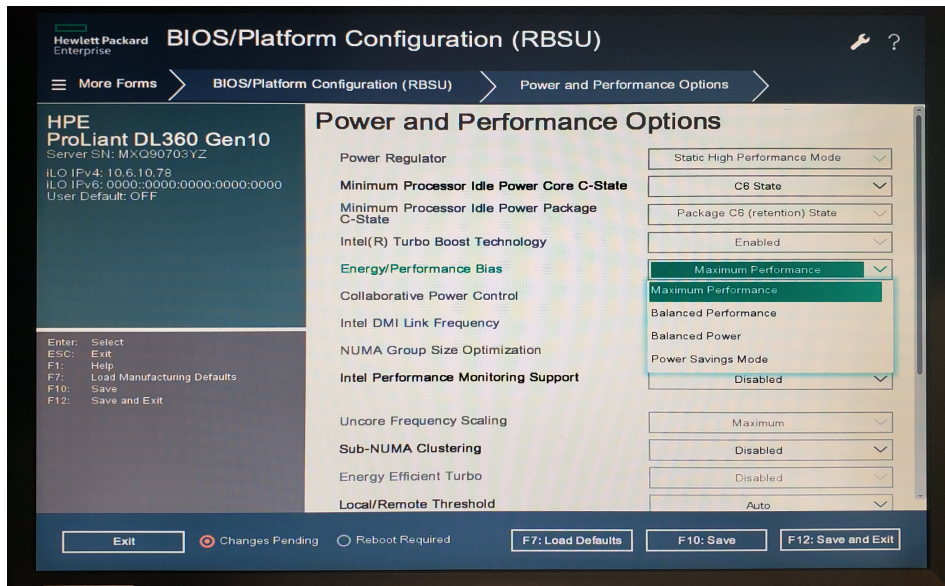 Hewlett Packard
Enterprise
BIOS/Platform Configuration (RBSU)
?
More Forms
BIOS/Platform Configuration (RBSU)
Power and Performance Options
HPE
ProLiant DL360 Gen10
Server SN: MXQ90703YZ
iLO IPv4: 10.6.10.78
iLO IPv6: 0000::0000:0000:0000:0000
User Default: OFF
Enter: Select
ESC: Exit
F1: Help
F7: Load Manufacturing Defaults
F10: Save
F12: Save and Exit
Power and Performance Options
Power Regulator Static High Performance Mode
Minimum Processor Idle Power Core C-State C6 State
Minimum Processor Idle Power Package
C-State Package C6 (retention) State
Intel(R) Turbo Boost Technology Enabled
Energy/Performance Bias Maximum Performance
Maximum Performance
Collaborative Power Control
Balanced Performance
Intel DMI Link Frequency
Balanced Power
NUMA Group Size Optimization
Power Savings Mode
Intel Performance Monitoring Support Disabled
Uncore Frequency Scaling Maximum
Sub-NUMA Clustering Disabled
Energy Efficient Turbo Disabled
Local/Remote Threshold Auto
Exit
Changes Pending
Reboot Required
F7: Load Defaults
F10: Save
F12: Save and Exit